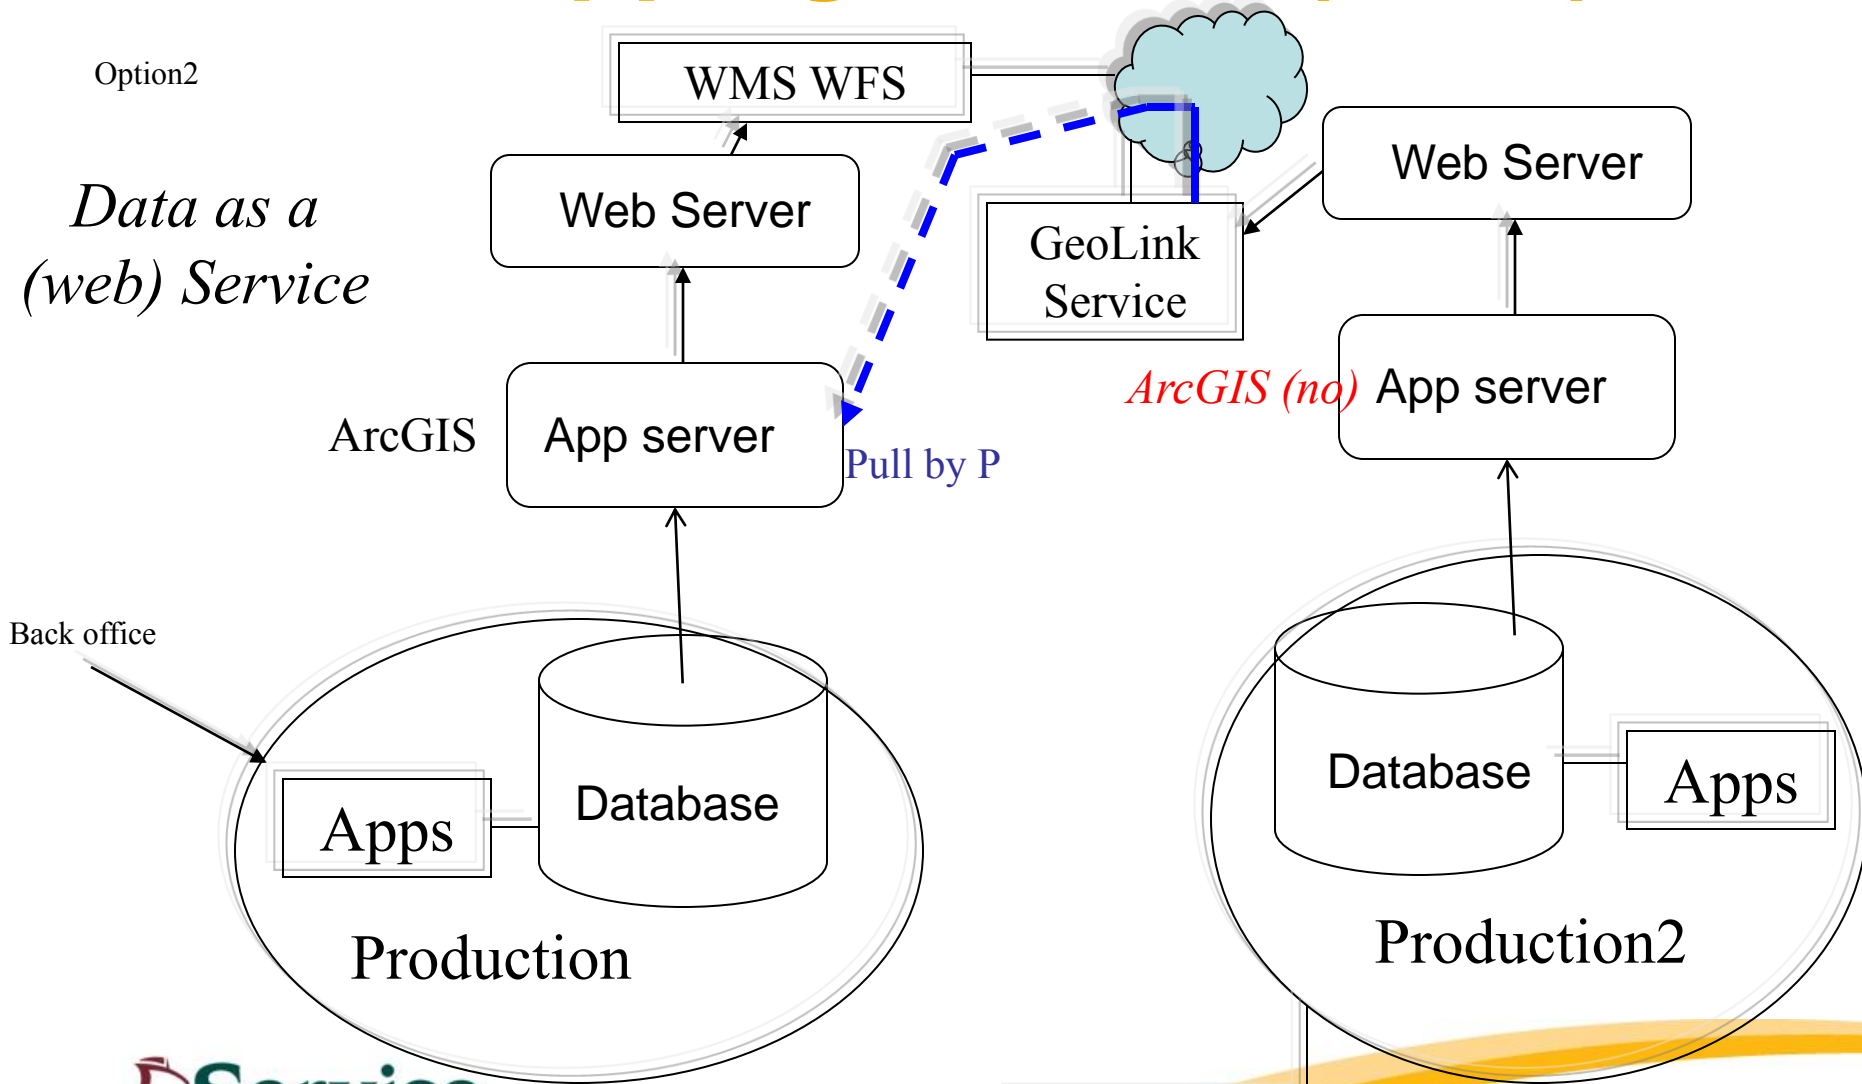 Option2
WMS WFS
Data as a
(web) Service
Web Server
Web Server
GeoLink
Service
ArcGIS (no)
App server
ArcGIS
App server
Pull by P
Back office
Database
Apps
Database
Apps
Production
Production2
Service